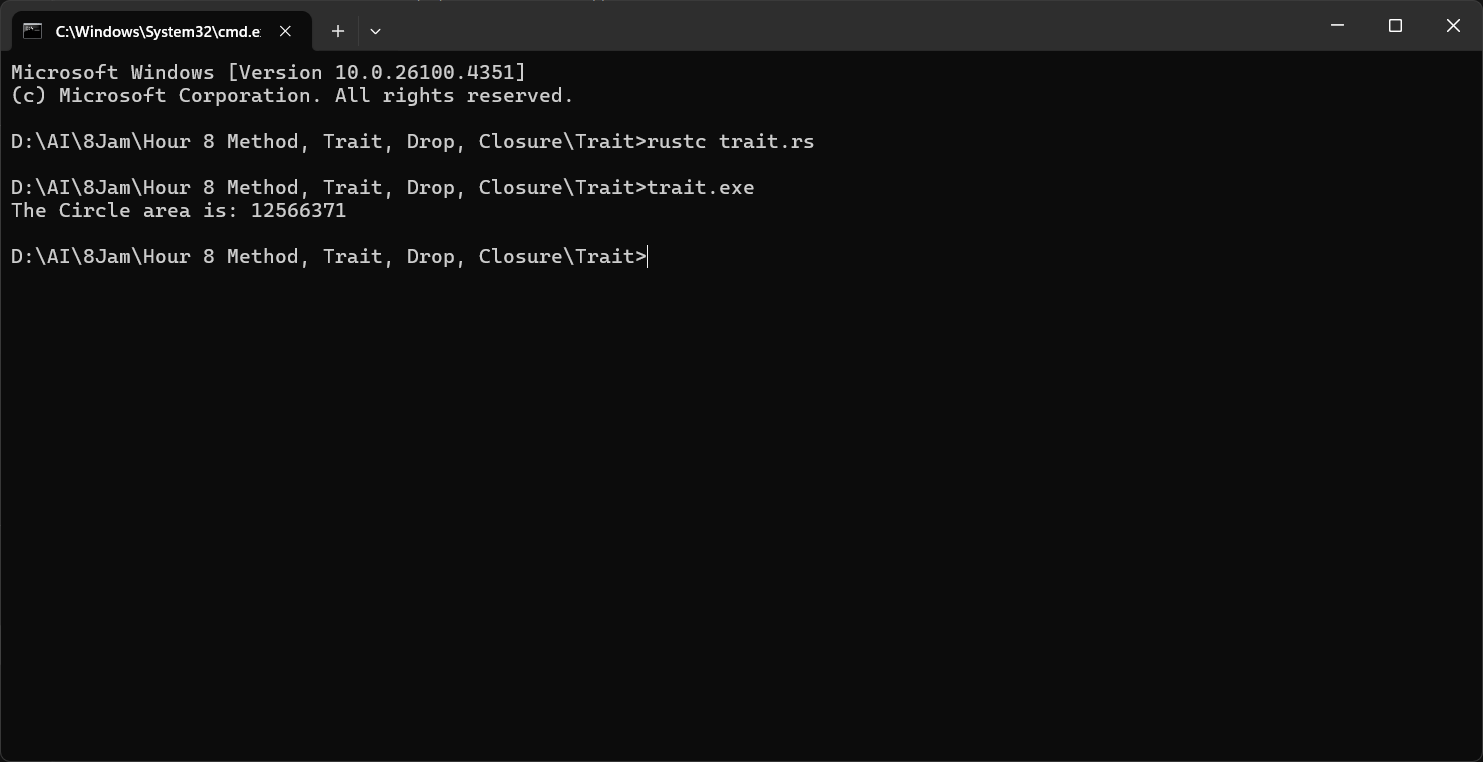 C:\Windows\System32\cmd.e
Microsoft Windows [Version 10.0.26100.4351]
(c) Microsoft Corporation. All rights reserved.
D:\AI\8Jam\Hour 8 Method, Trait, Drop, Closure\Trait>rustc trait.rs
D:\AI\8Jam\Hour 8 Method, Trait, Drop, Closure\Trait>trait.exe
The Circle area is: 12566371
D:\AI\8Jam\Hour 8 Method, Trait, Drop, Closure\Trait>